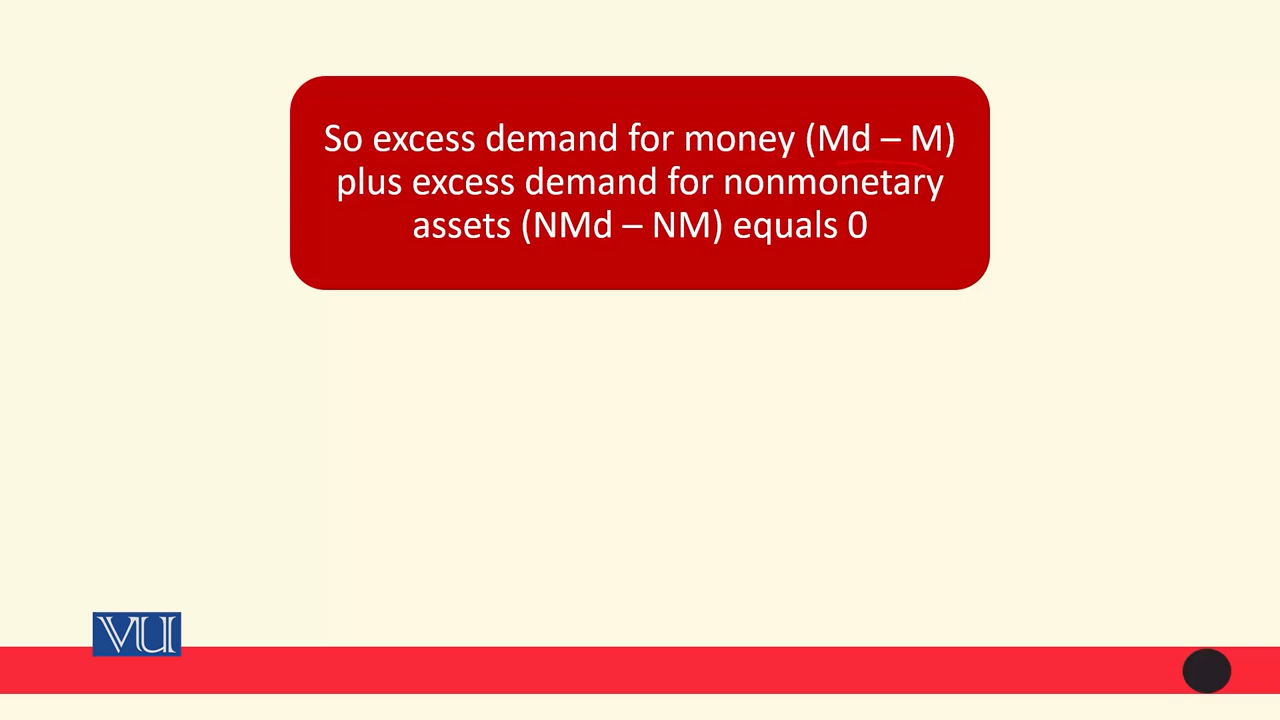 So excess demand for money (Md – M)
plus excess demand for nonmonetary
assets (NMd – NM) equals 0
VU